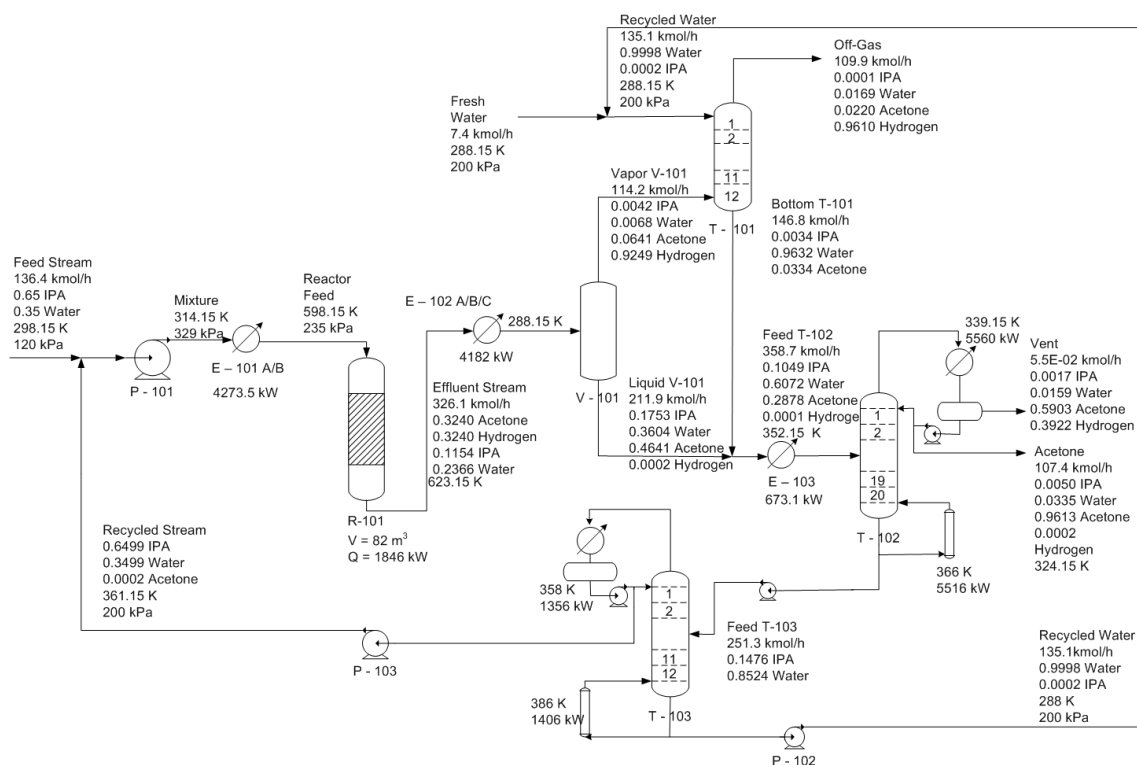 Recycled Water
135.1 kmol/h
0.9998 Water
0.0002 IPA
288.15 K
200 kPa
Off-Gas
109.9 kmol/h
0.0001 IPA
0.0169 Water
0.0220 Acetone
0.9610 Hydrogen
Fresh
Water
7.4 kmol/h
288.15 K
200 kPa
1
2
11
12
T - 101
Vapor V-101
114.2 kmol/h
0.0042 IPA
0.0068 Water
0.0641 Acetone
0.9249 Hydrogen
Bottom T-101
146.8 kmol/h
0.0034 IPA
0.9632 Water
0.0334 Acetone
Feed Stream
136.4 kmol/h
0.65 IPA
0.35 Water
298.15 K
120 kPa
Mixture
314.15 K
329 kPa
P - 101
E – 101 A/B
4273.5 kW
Reactor
Feed
598.15 K
235 kPa
E – 102 A/B/C
288.15 K
4182 kW
V - 101
Effluent Stream
326.1 kmol/h
0.3240 Acetone
0.3240 Hydrogen
0.1154 IPA
0.2366 Water
623.15 K
R-101
V = 82 m³
Q = 1846 kW
Liquid V-101
211.9 kmol/h
0.1753 IPA
0.3604 Water
0.4641 Acetone
0.0002 Hydrogen
Feed T-102
358.7 kmol/h
0.1049 IPA
0.6072 Water
0.2878 Acetone
0.0001 Hydroge
352.15 K
E – 103
673.1 kW
339.15 K
5560 kW
Vent
5.5E-02 kmol/h
0.0017 IPA
0.0159 Water
0.5903 Acetone
0.3922 Hydrogen
1
2
19
20
T - 102
Acetone
107.4 kmol/h
0.0050 IPA
0.0335 Water
0.9613 Acetone
0.0002
Hydrogen
324.15 K
366 K
5516 kW
Recycled Stream
0.6499 IPA
0.3499 Water
0.0002 Acetone
361.15 K
200 kPa
P - 103
358 K
1356 kW
1
2
11
12
T - 103
386 K
1406 kW
Feed T-103
251.3 kmol/h
0.1476 IPA
0.8524 Water
Recycled Water
135.1kmol/h
0.9998 Water
0.0002 IPA
288 K
200 kPa
P - 102